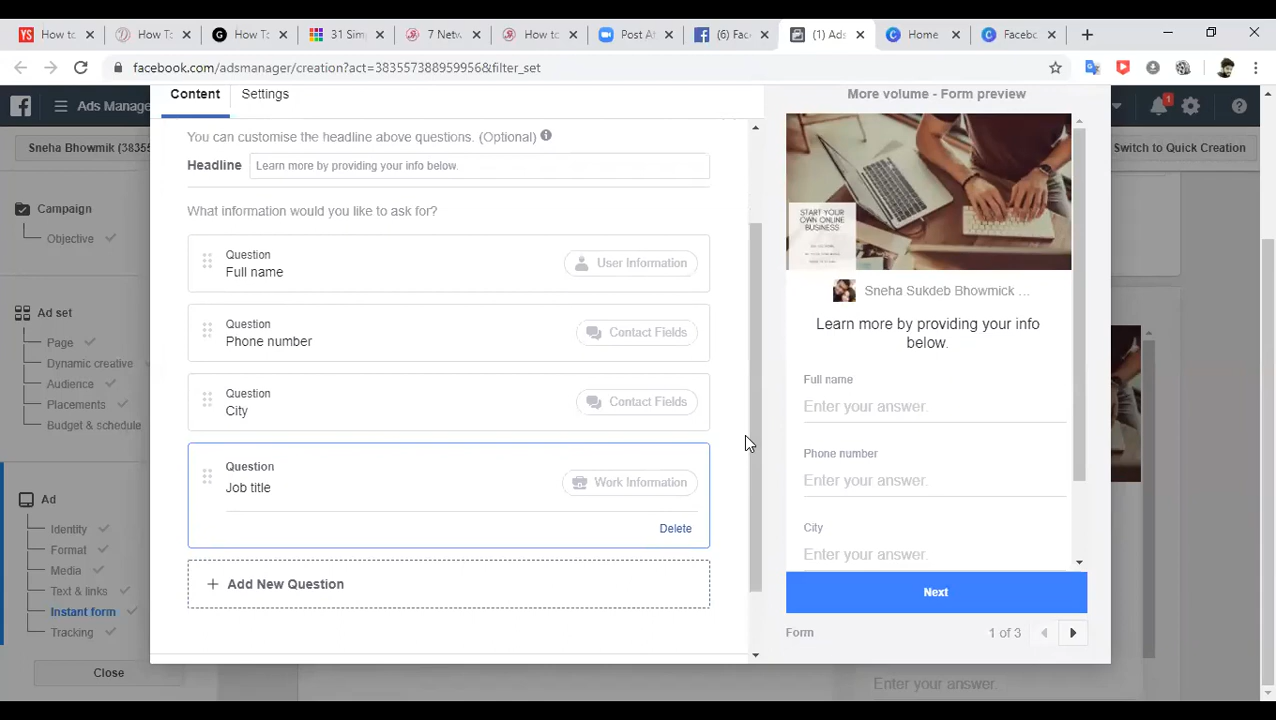 YS How to
How To
G How To
31 Simp
7 Netw
How to
Post At
(6) Face
(1) Ads
Home
Facebo
facebook.com/adsmanager/creation?act=383557388959956&filter_set
Ads Manage
1
Sneha Bhowmik (38355
Switch to Quick Creation
Content
Settings
You can customise the headline above questions. (Optional)
Headline
Learn more by providing your info below.
What information would you like to ask for?
Question
Full name
User Information
Question
Phone number
Contact Fields
Question
City
Contact Fields
Question
Job title
Work Information
Delete
Add New Question
Campaign
Objective
Ad set
Page
Dynamic creative
Audience
Placements
Budget & schedule
Ad
Identity
Format
Media
Text & links
Instant form
Tracking
Close
More volume - Form preview
START YOUR
OWN ONLINE
BUSINESS
Sneha Sukdeb Bhowmick ...
Learn more by providing your info
below.
Full name
Enter your answer.
Phone number
Enter your answer.
City
Enter your answer.
Next
Form
1 of 3
Enter your answer.